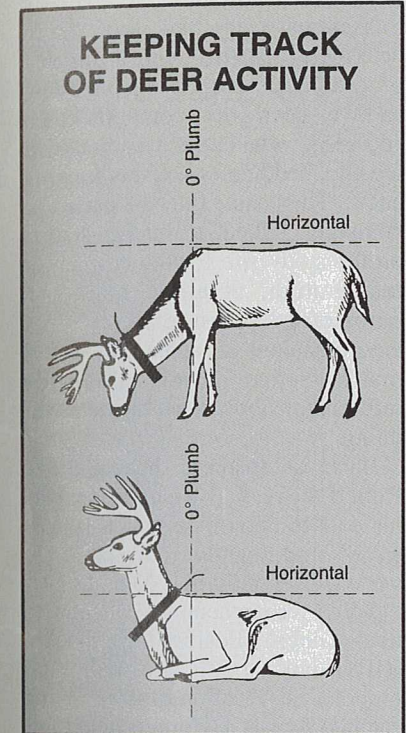 KEEPING TRACK
OF DEER ACTIVITY
0° Plumb
Horizontal
0° Plumb
Horizontal